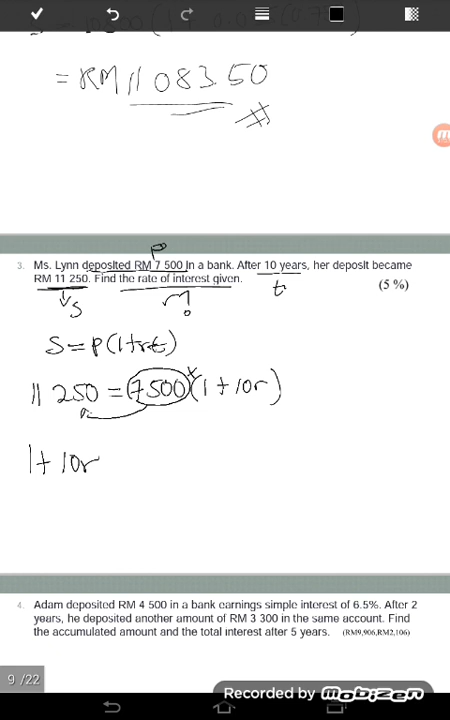 = RM 11 083.50
P
3. Ms. Lynn deposited RM 7 500 in a bank. After 10 years, her deposit became
RM 11 250. Find the rate of interest given. (5 %)
S r? t
S = P(1+rt)
11 250 = 7500 (1 + 10r)
1 + 10r
4. Adam deposited RM 4 500 in a bank earnings simple interest of 6.5%. After 2
years, he deposited another amount of RM 3 300 in the same account. Find
the accumulated amount and the total interest after 5 years. (RM9,906,RM2,106)
9 /22
Recorded by mobizen